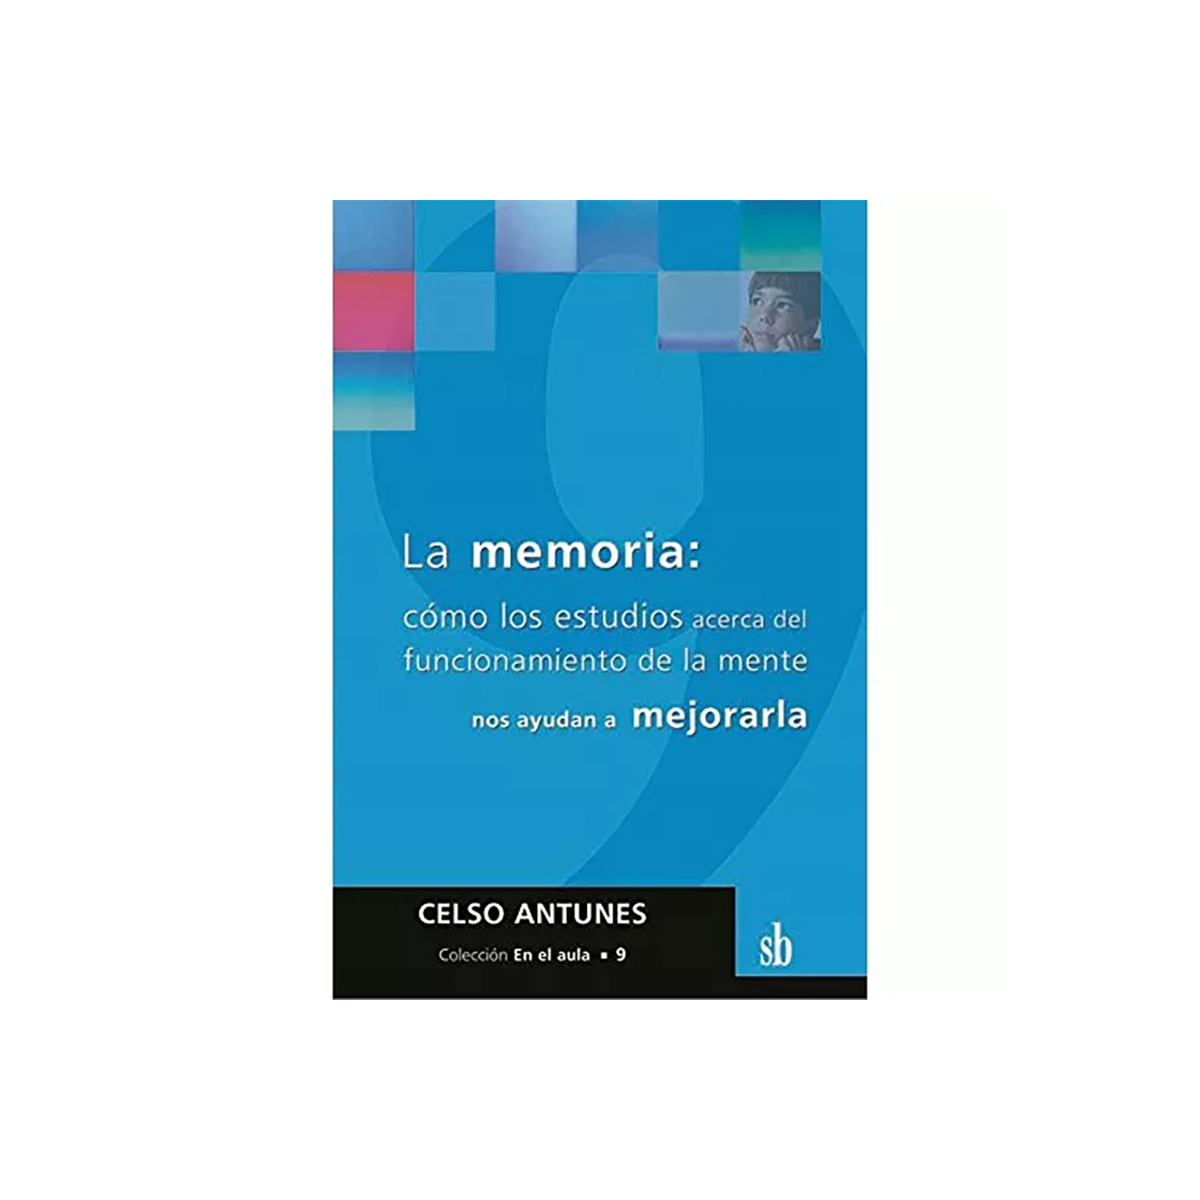 La memoria:
cómo los estudios acerca del
funcionamiento de la mente
nos ayudan a mejorarla
CELSO ANTUNES
Colección En el aula ▪ 9
sb